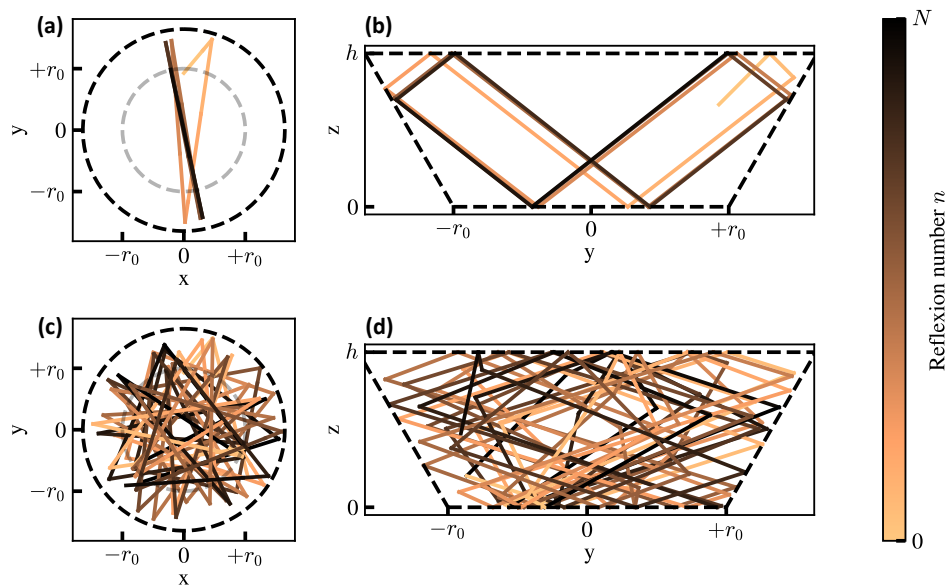 (a)
+r₀
0
−r₀
y
−r₀
0
+r₀
x
(b)
h
z
0
−r₀
0
+r₀
y
(c)
+r₀
0
−r₀
y
−r₀
0
+r₀
x
(d)
h
z
0
−r₀
0
+r₀
y
N
Reflexion number n
0